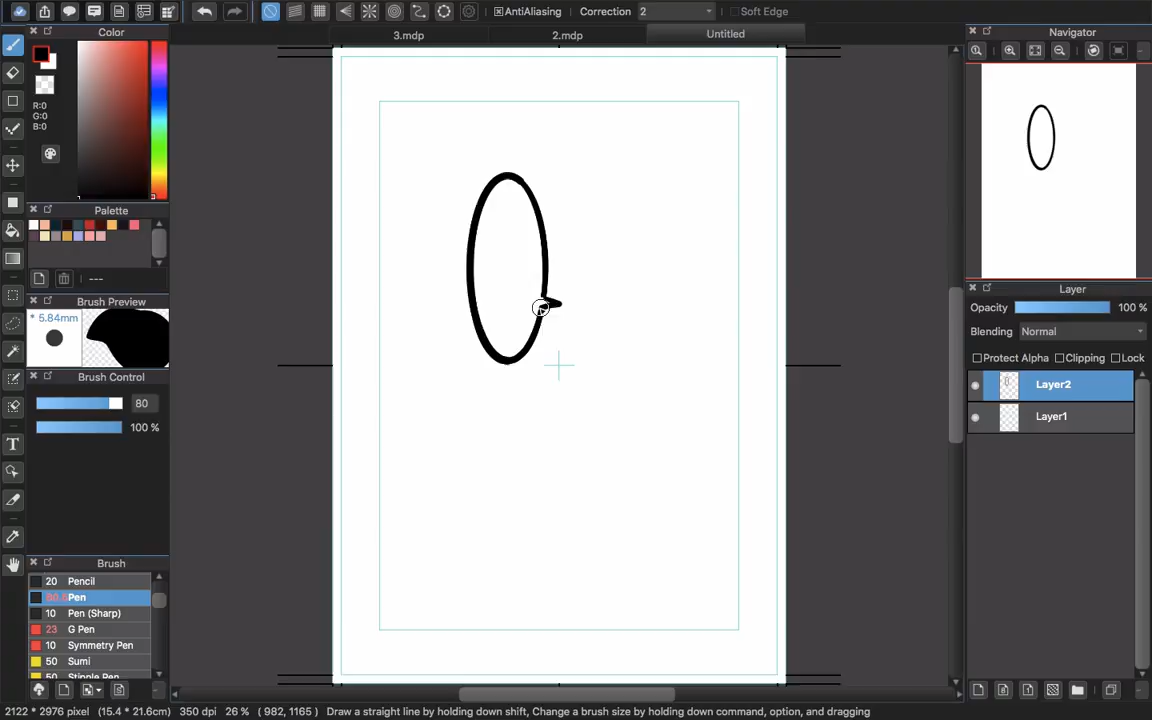 AntiAliasing Correction 2 Soft Edge
3.mdp 2.mdp Untitled
Color
R:0
G:0
B:0
Palette
---
Brush Preview
* 5.84mm
Brush Control
80
100 %
Brush
20 Pencil
Pen
10 Pen (Sharp)
23 G Pen
10 Symmetry Pen
50 Sumi
50 Stipple Pen
Navigator
Layer
Opacity 100 %
Blending Normal
Protect Alpha Clipping Lock
Layer2
Layer1
2122 * 2976 pixel (15.4 * 21.6cm) 350 dpi 26 % ( 982, 1165 ) Draw a straight line by holding down shift, Change a brush size by holding down command, option, and dragging